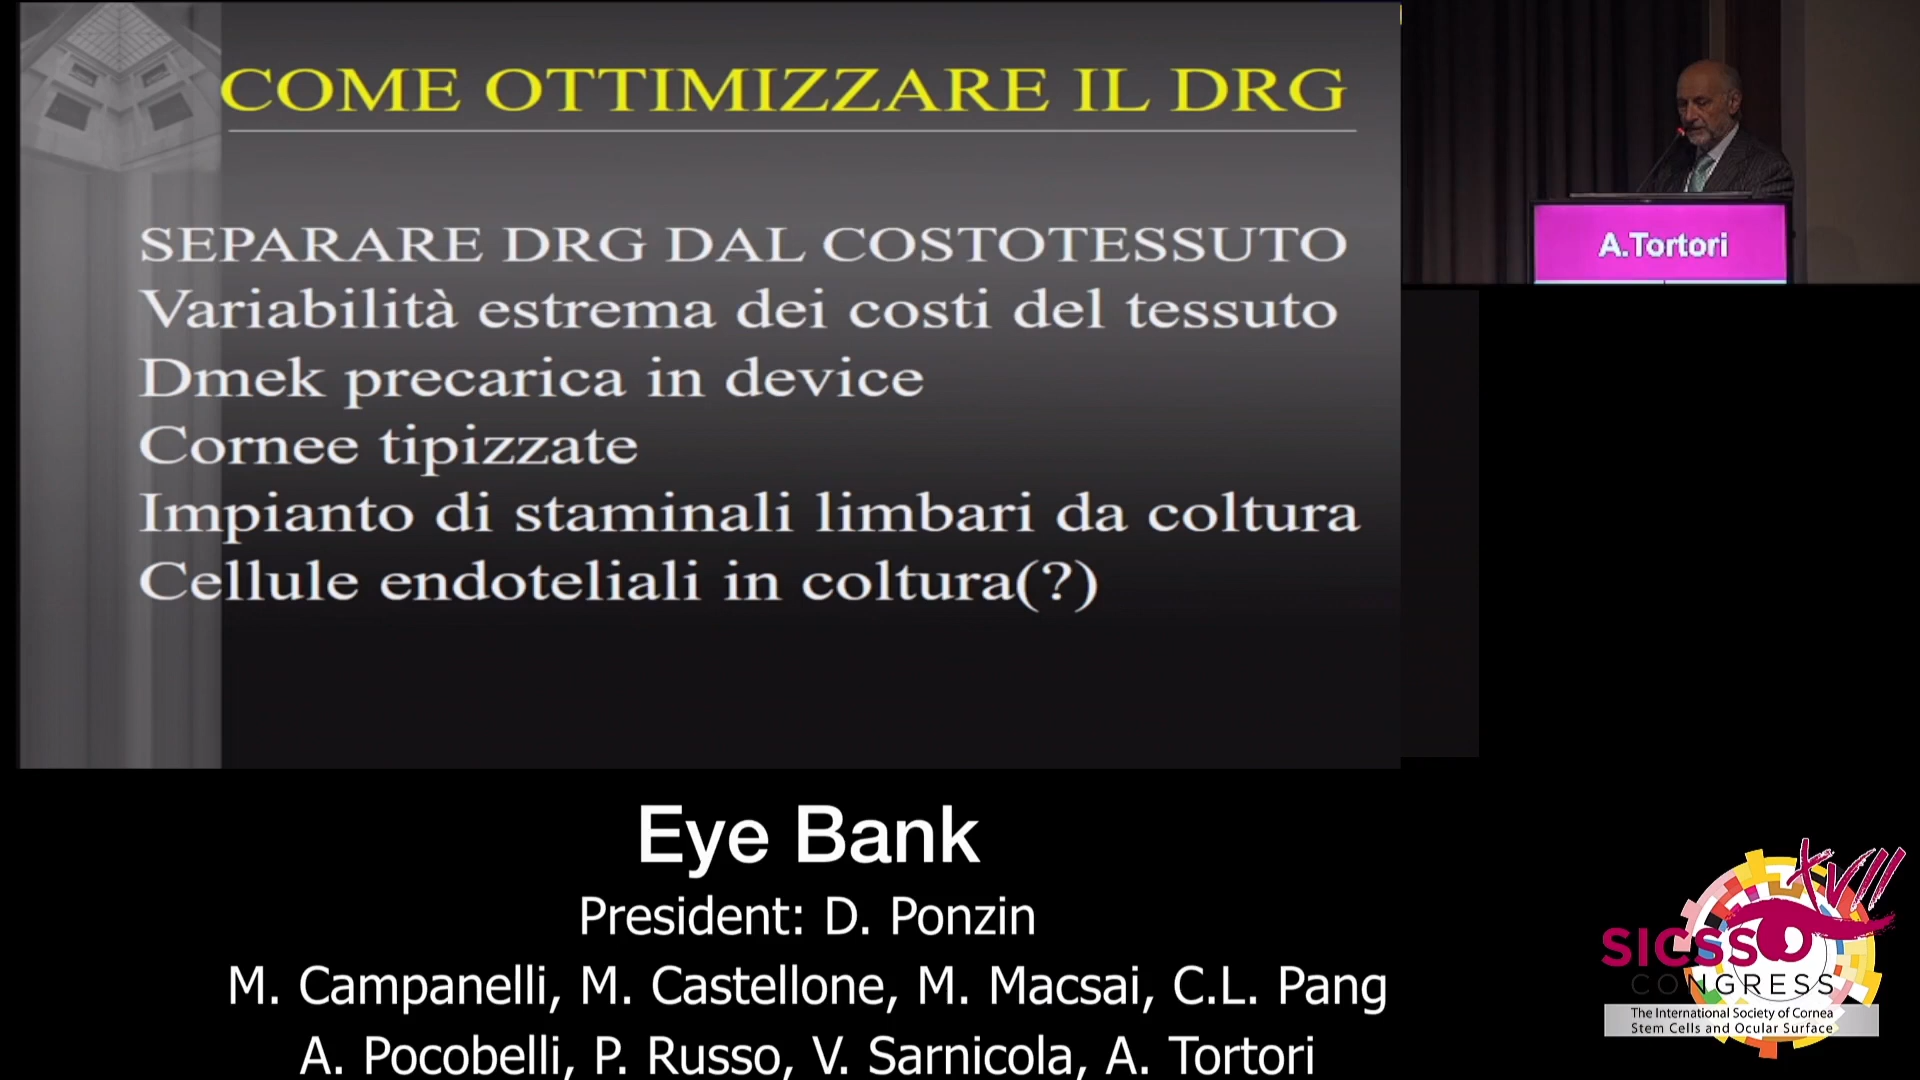 COME OTTIMIZZARE IL DRG
SEPARARE DRG DAL COSTOTESSUTO
Variabilità estrema dei costi del tessuto
Dmek precarica in device
Cornee tipizzate
Impianto di staminali limbari da coltura
Cellule endoteliali in coltura(?)
A.Tortori
Eye Bank
President: D. Ponzin
M. Campanelli, M. Castellone, M. Macsai, C.L. Pang
A. Pocobelli, P. Russo, V. Sarnicola, A. Tortori
XVII
SICSSO
CONGRESS
The International Society of Cornea
Stem Cells and Ocular Surface